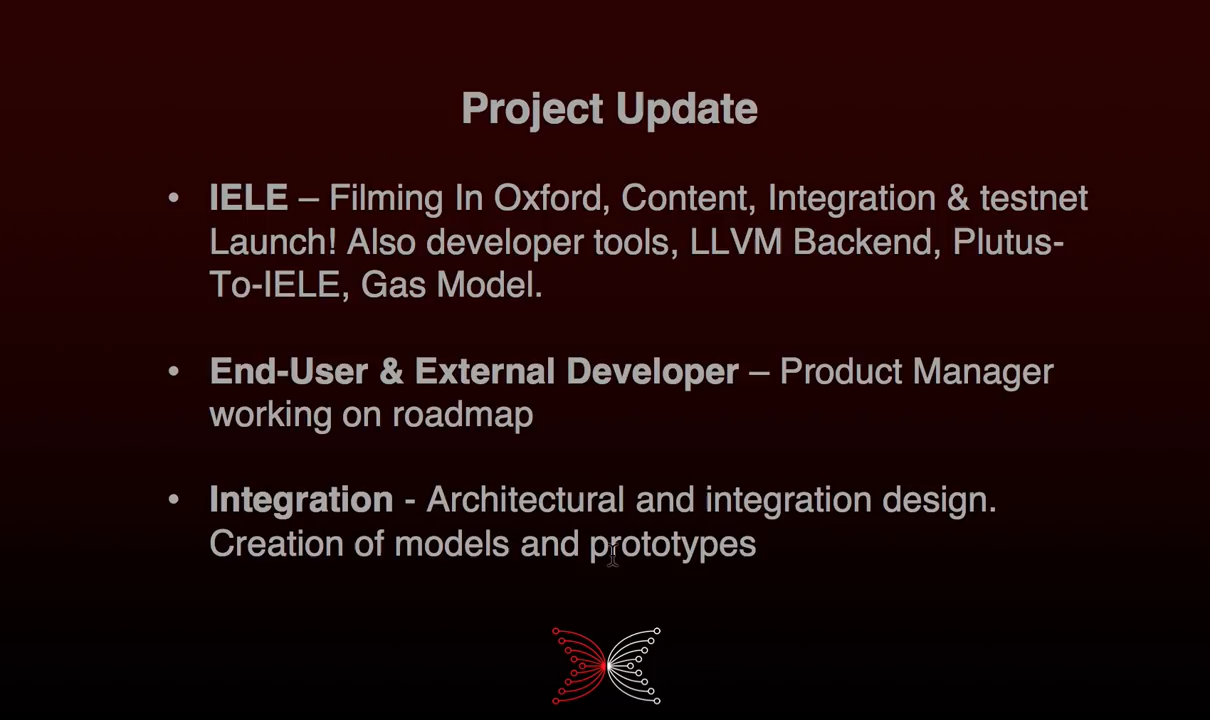 Project Update
• IELE – Filming In Oxford, Content, Integration & testnet
Launch! Also developer tools, LLVM Backend, Plutus-
To-IELE, Gas Model.
• End-User & External Developer – Product Manager
working on roadmap
• Integration - Architectural and integration design.
Creation of models and prototypes